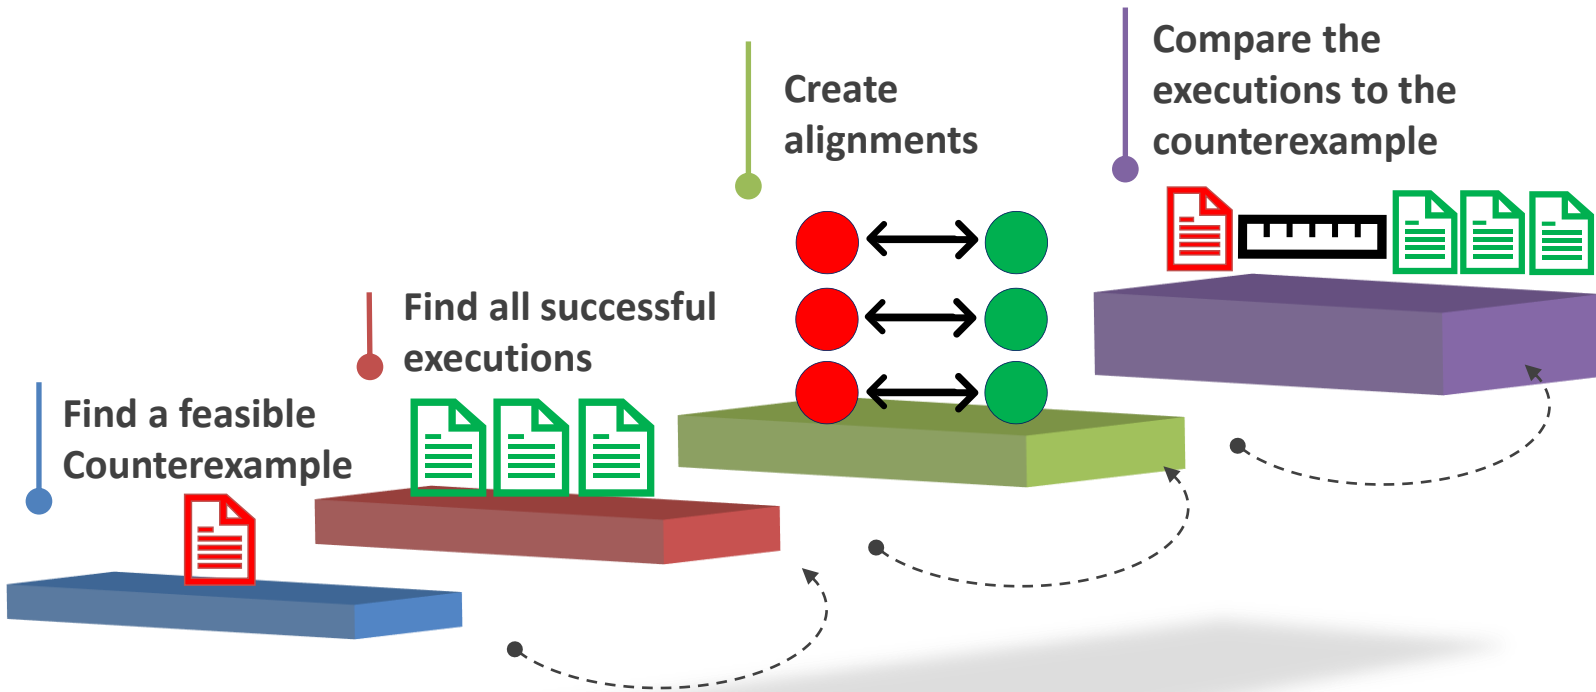 Find a feasible
Counterexample
Find all successful
executions
Create
alignments
Compare the
executions to the
counterexample